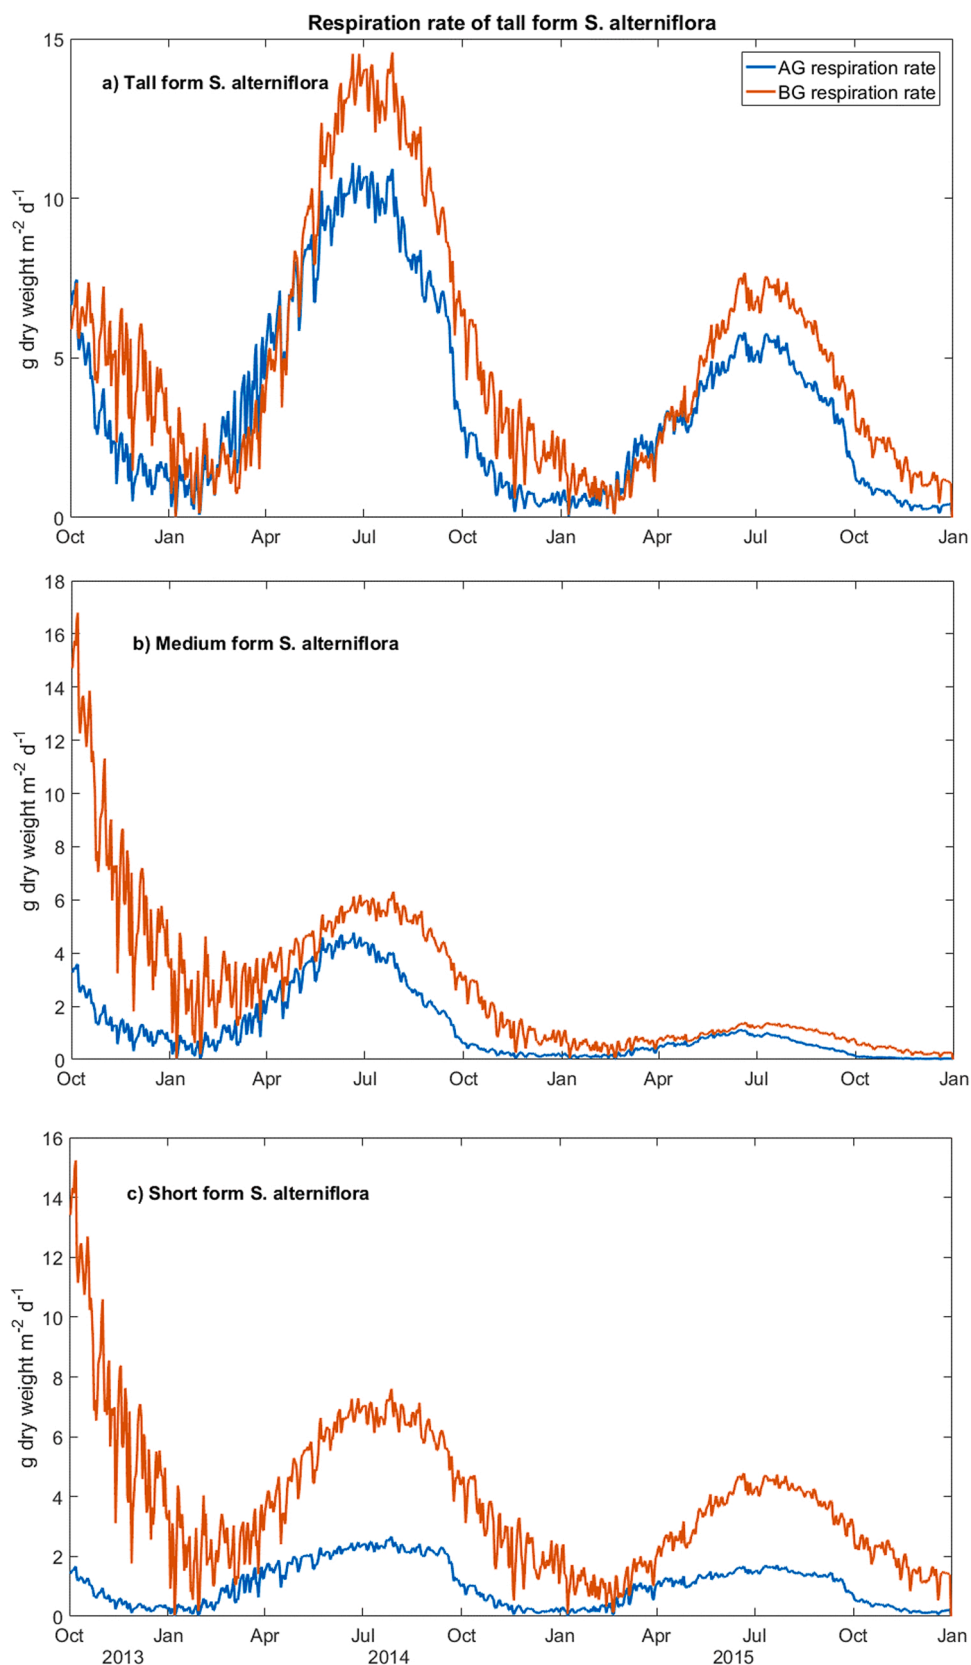 Respiration rate of tall form S. alterniflora
15
a) Tall form S. alterniflora
AG respiration rate
BG respiration rate
10
g dry weight m⁻² d⁻¹
5
0
Oct Jan Apr Jul Oct Jan Apr Jul Oct Jan
18
16
b) Medium form S. alterniflora
14
12
10
g dry weight m⁻² d⁻¹
8
6
4
2
0
Oct Jan Apr Jul Oct Jan Apr Jul Oct Jan
16
14
c) Short form S. alterniflora
12
10
g dry weight m⁻² d⁻¹
8
6
4
2
0
Oct Jan Apr Jul Oct Jan Apr Jul Oct Jan
2013 2014 2015